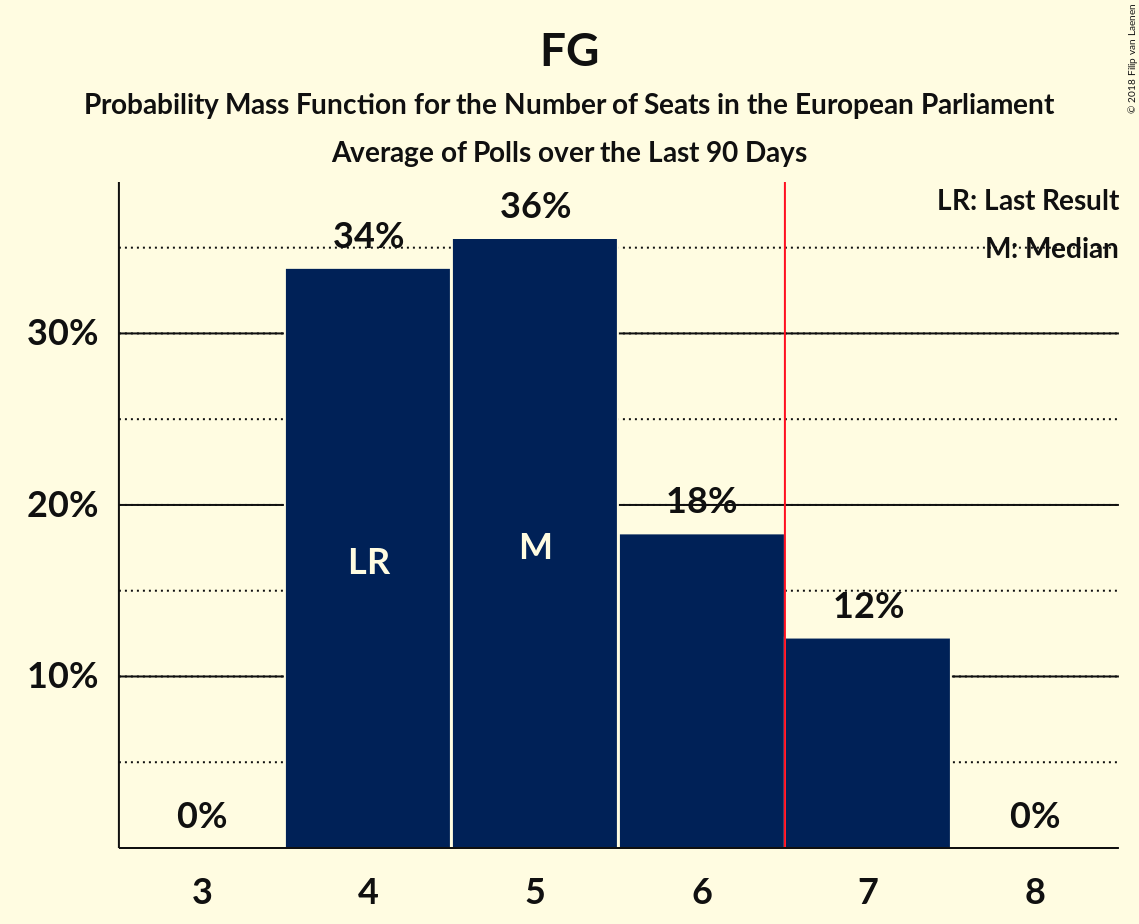 FG
Probability Mass Function for the Number of Seats in the European Parliament
Average of Polls over the Last 90 Days
© 2018 Filip van Laenen
LR: Last Result
M: Median
30%
20%
10%
0%
34%
36%
18%
12%
0%
LR
M
3
4
5
6
7
8